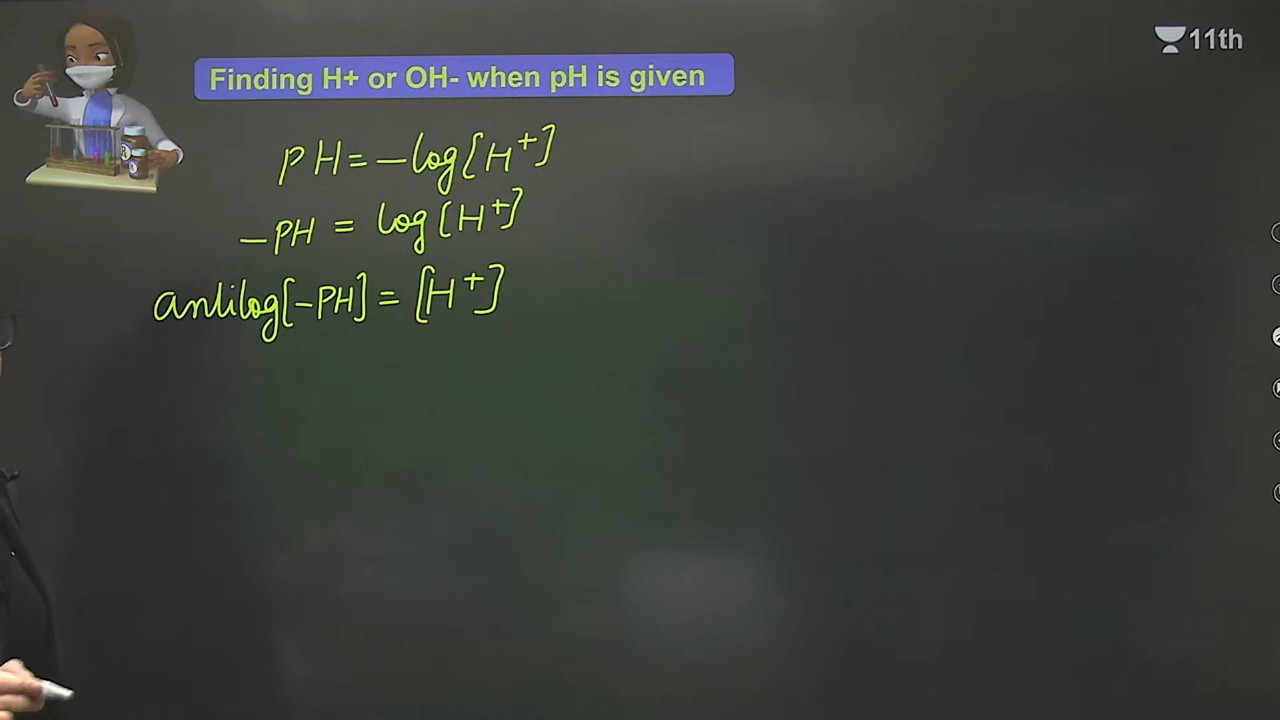 11th
Finding H+ or OH- when pH is given
PH = -log[H+]
-PH = log[H+]
antilog[-PH] = [H+]